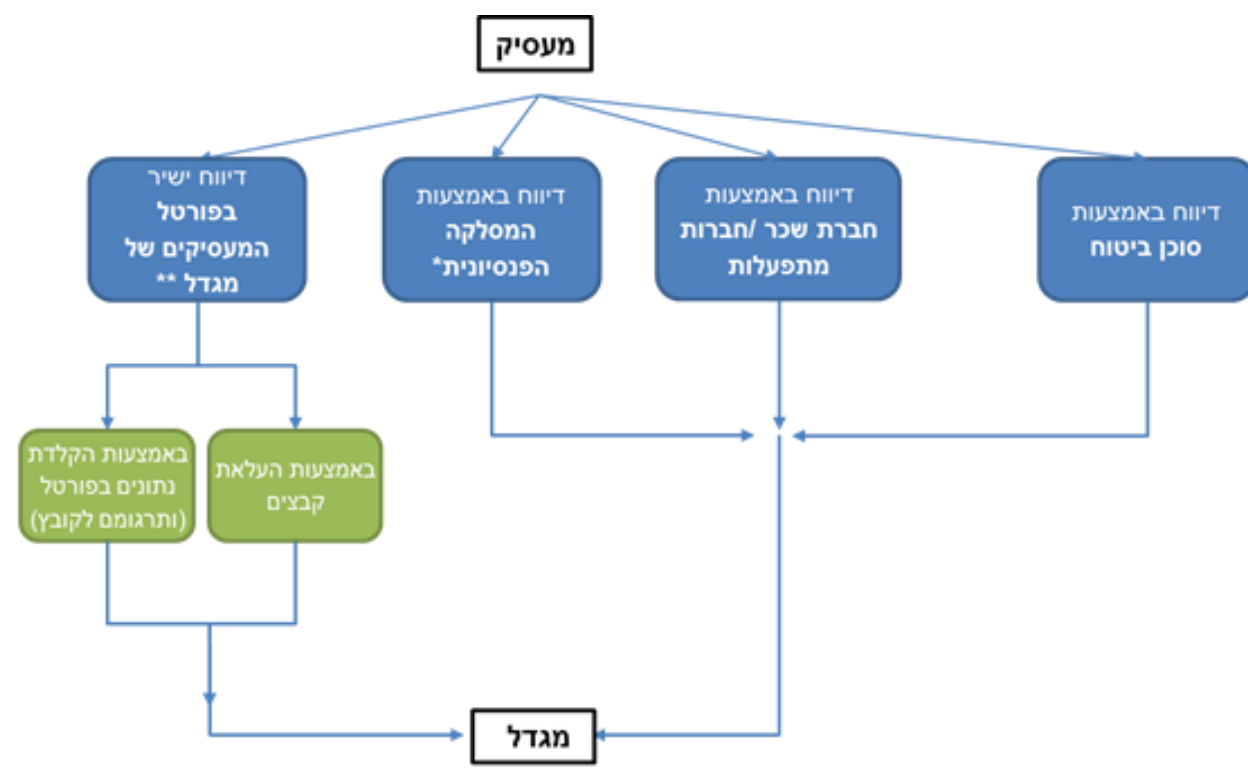 מעסיק
דיווח באמצעות
סוכן ביטוח
דיווח באמצעות
חברת שכר /חברות
מתפעלות
דיווח באמצעות
המסלקה
הפנסיונית*
דיווח ישיר
בפורטל
המעסיקים של
מגדל **
באמצעות העלאת
קבצים
באמצעות הקלדת
נתונים בפורטל
(ותרגומם לקובץ)
מגדל